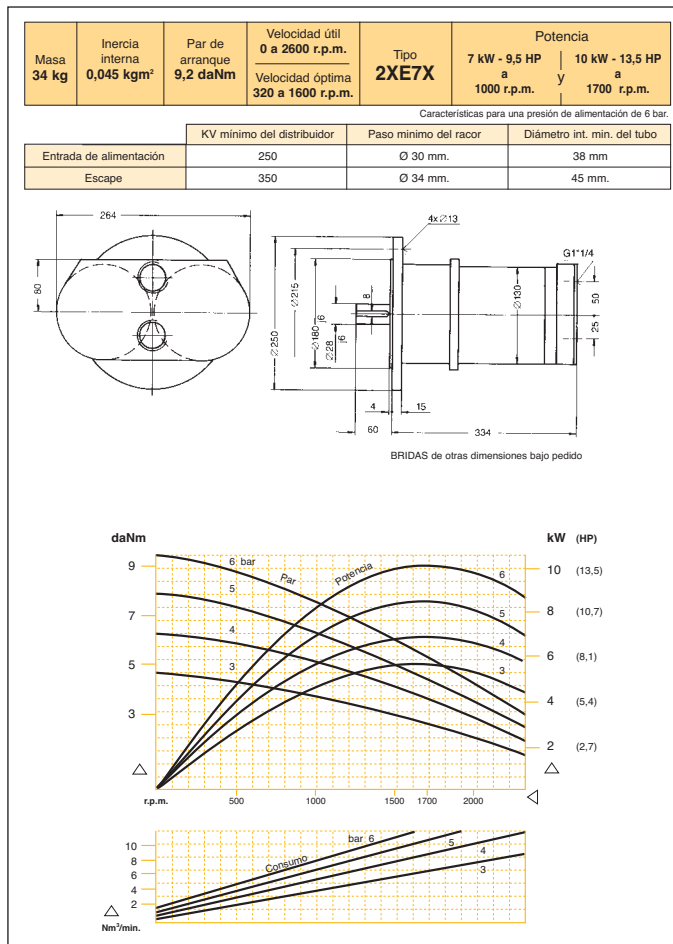 Masa
34 kg
Inercia
interna
0,045 kgm²
Par de
arranque
9,2 daNm
Velocidad útil
0 a 2600 r.p.m.
Velocidad óptima
320 a 1600 r.p.m.
Tipo
2XE7X
Potencia
7 kW - 9,5 HP
a
1000 r.p.m.
y
10 kW - 13,5 HP
a
1700 r.p.m.
Características para una presión de alimentación de 6 bar.
KV mínimo del distribuidor
Paso minimo del racor
Diámetro int. min. del tubo
Entrada de alimentación
250
Ø 30 mm.
38 mm
Escape
350
Ø 34 mm.
45 mm.
264
80
4xØ13
G1"1/4
Ø250
Ø215
Ø180
j6
Ø28
j6
8
Ø130
50
25
4
15
60
334
BRIDAS de otras dimensiones bajo pedido
daNm
kW (HP)
9
7
5
3
6 bar
5
4
3
Par
Potencia
6
5
4
3
10 (13,5)
8 (10,7)
6 (8,1)
4 (5,4)
2 (2,7)
r.p.m.
500
1000
1500
1700
2000
10
8
6
4
2
Nm³/min.
Consumo
bar 6
5
4
3